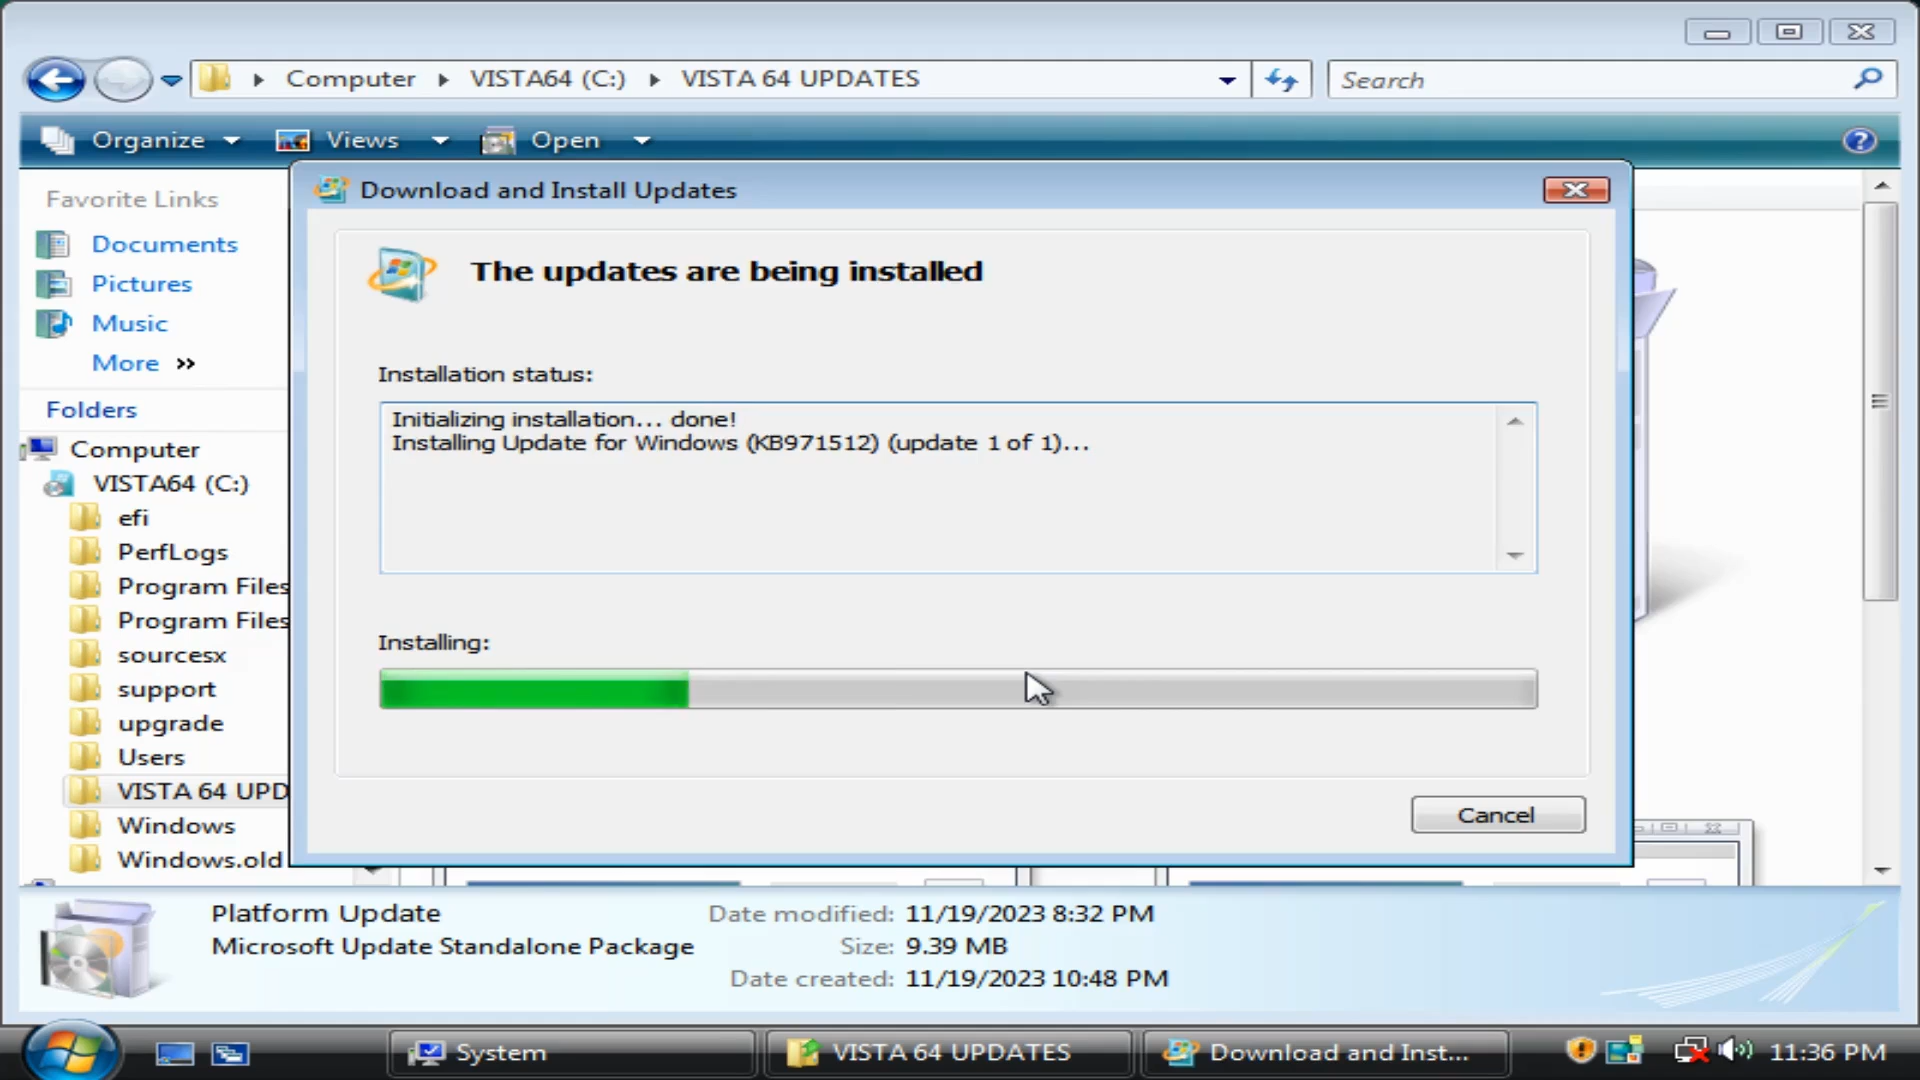 Computer
VISTA64 (C:)
VISTA 64 UPDATES
Search
Organize
Views
Open
Favorite Links
Documents
Pictures
Music
More »
Folders
Computer
VISTA64 (C:)
efi
PerfLogs
Program Files
Program Files
sourcesx
support
upgrade
Users
VISTA 64 UPD
Windows
Windows.old
Download and Install Updates
The updates are being installed
Installation status:
Initializing installation... done!
Installing Update for Windows (KB971512) (update 1 of 1)...
Installing:
Cancel
Platform Update
Microsoft Update Standalone Package
Date modified: 11/19/2023 8:32 PM
Size: 9.39 MB
Date created: 11/19/2023 10:48 PM
System
VISTA 64 UPDATES
Download and Inst...
11:36 PM